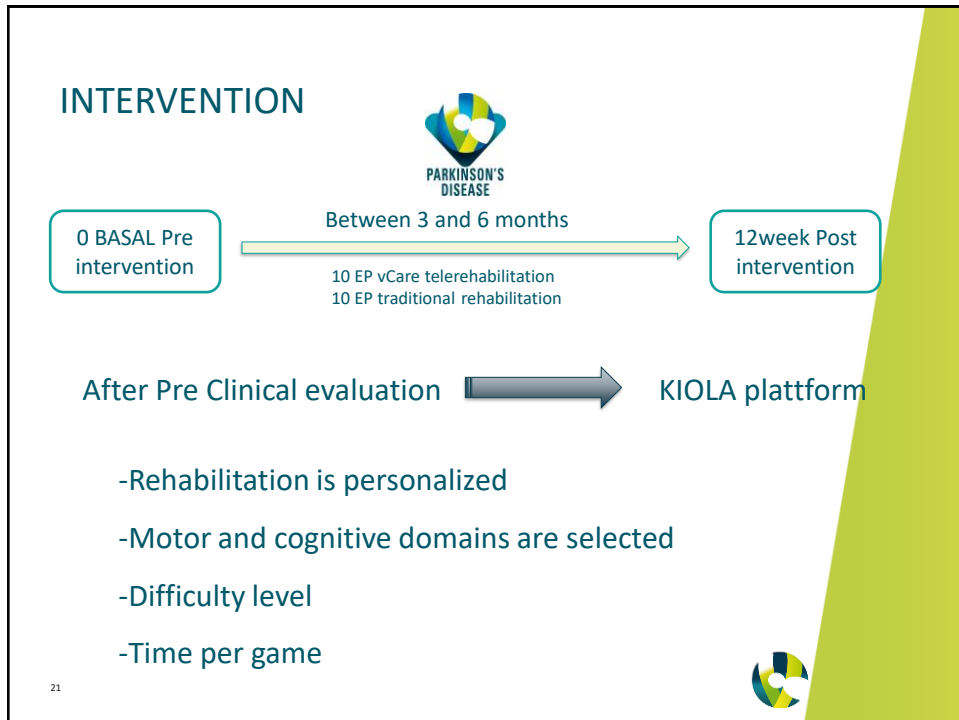 INTERVENTION
PARKINSON'S
DISEASE
0 BASAL Pre
intervention
Between 3 and 6 months
10 EP vCare telerehabilitation
10 EP traditional rehabilitation
12week Post
intervention
After Pre Clinical evaluation
KIOLA plattform
-Rehabilitation is personalized
-Motor and cognitive domains are selected
-Difficulty level
-Time per game
21